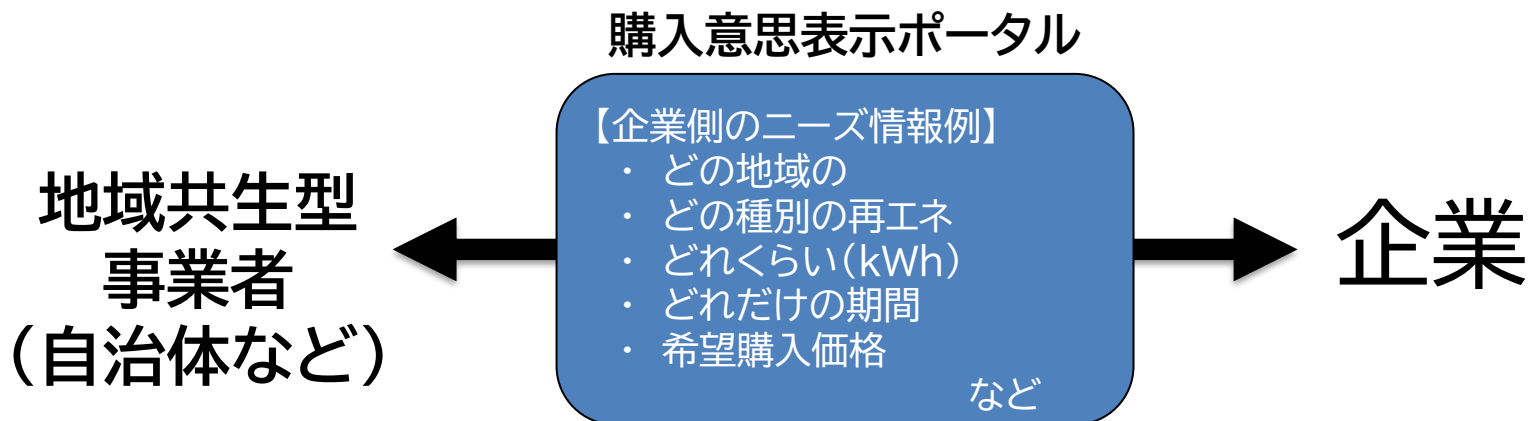 購入意思表示ポータル
【企業側のニーズ情報例】
・ どの地域の
・ どの種別の再エネ
・ どれくらい(kWh)
・ どれだけの期間
・ 希望購入価格
など
地域共生型
事業者
(自治体など)
企業